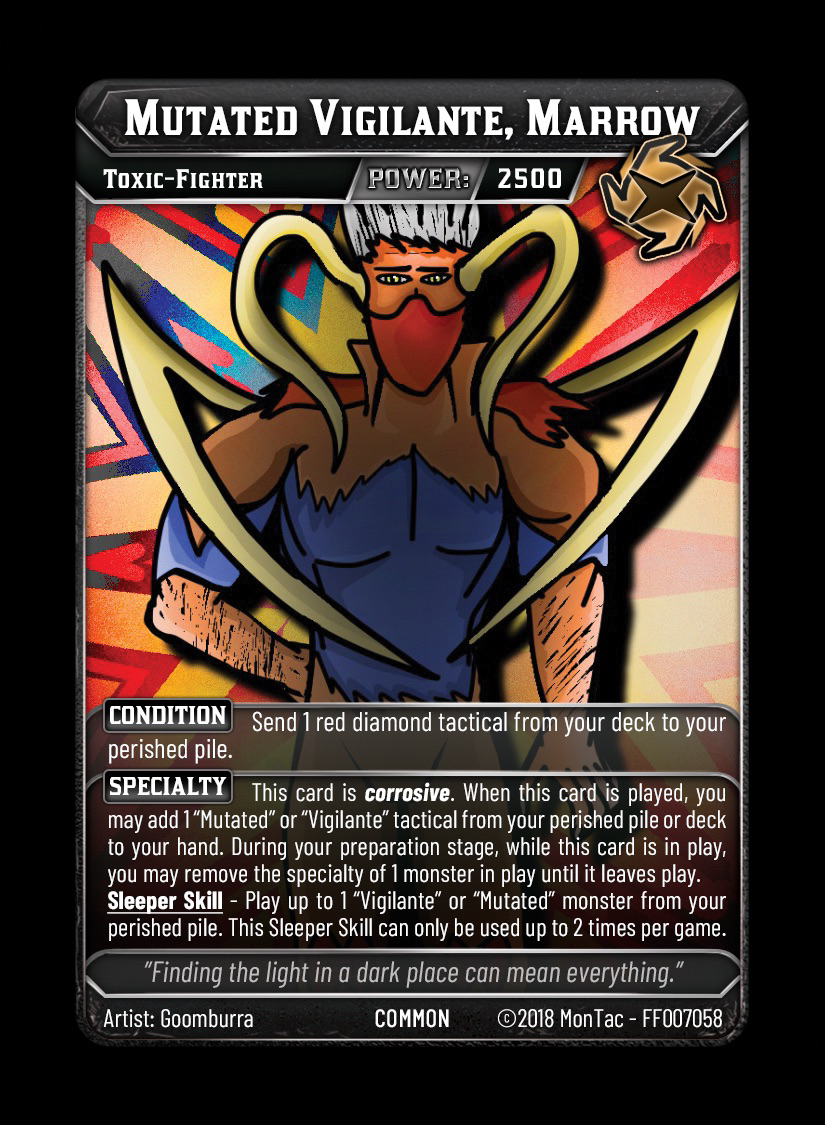 Mutated Vigilante, Marrow
Toxic-Fighter
POWER: 2500
CONDITION Send 1 red diamond tactical from your deck to your
perished pile.
SPECIALTY This card is corrosive. When this card is played, you
may add 1 “Mutated” or “Vigilante” tactical from your perished pile or deck
to your hand. During your preparation stage, while this card is in play,
you may remove the specialty of 1 monster in play until it leaves play.
Sleeper Skill - Play up to 1 “Vigilante” or “Mutated” monster from your
perished pile. This Sleeper Skill can only be used up to 2 times per game.
“Finding the light in a dark place can mean everything.”
Artist: Goomburra
COMMON
©2018 MonTac - FF007058